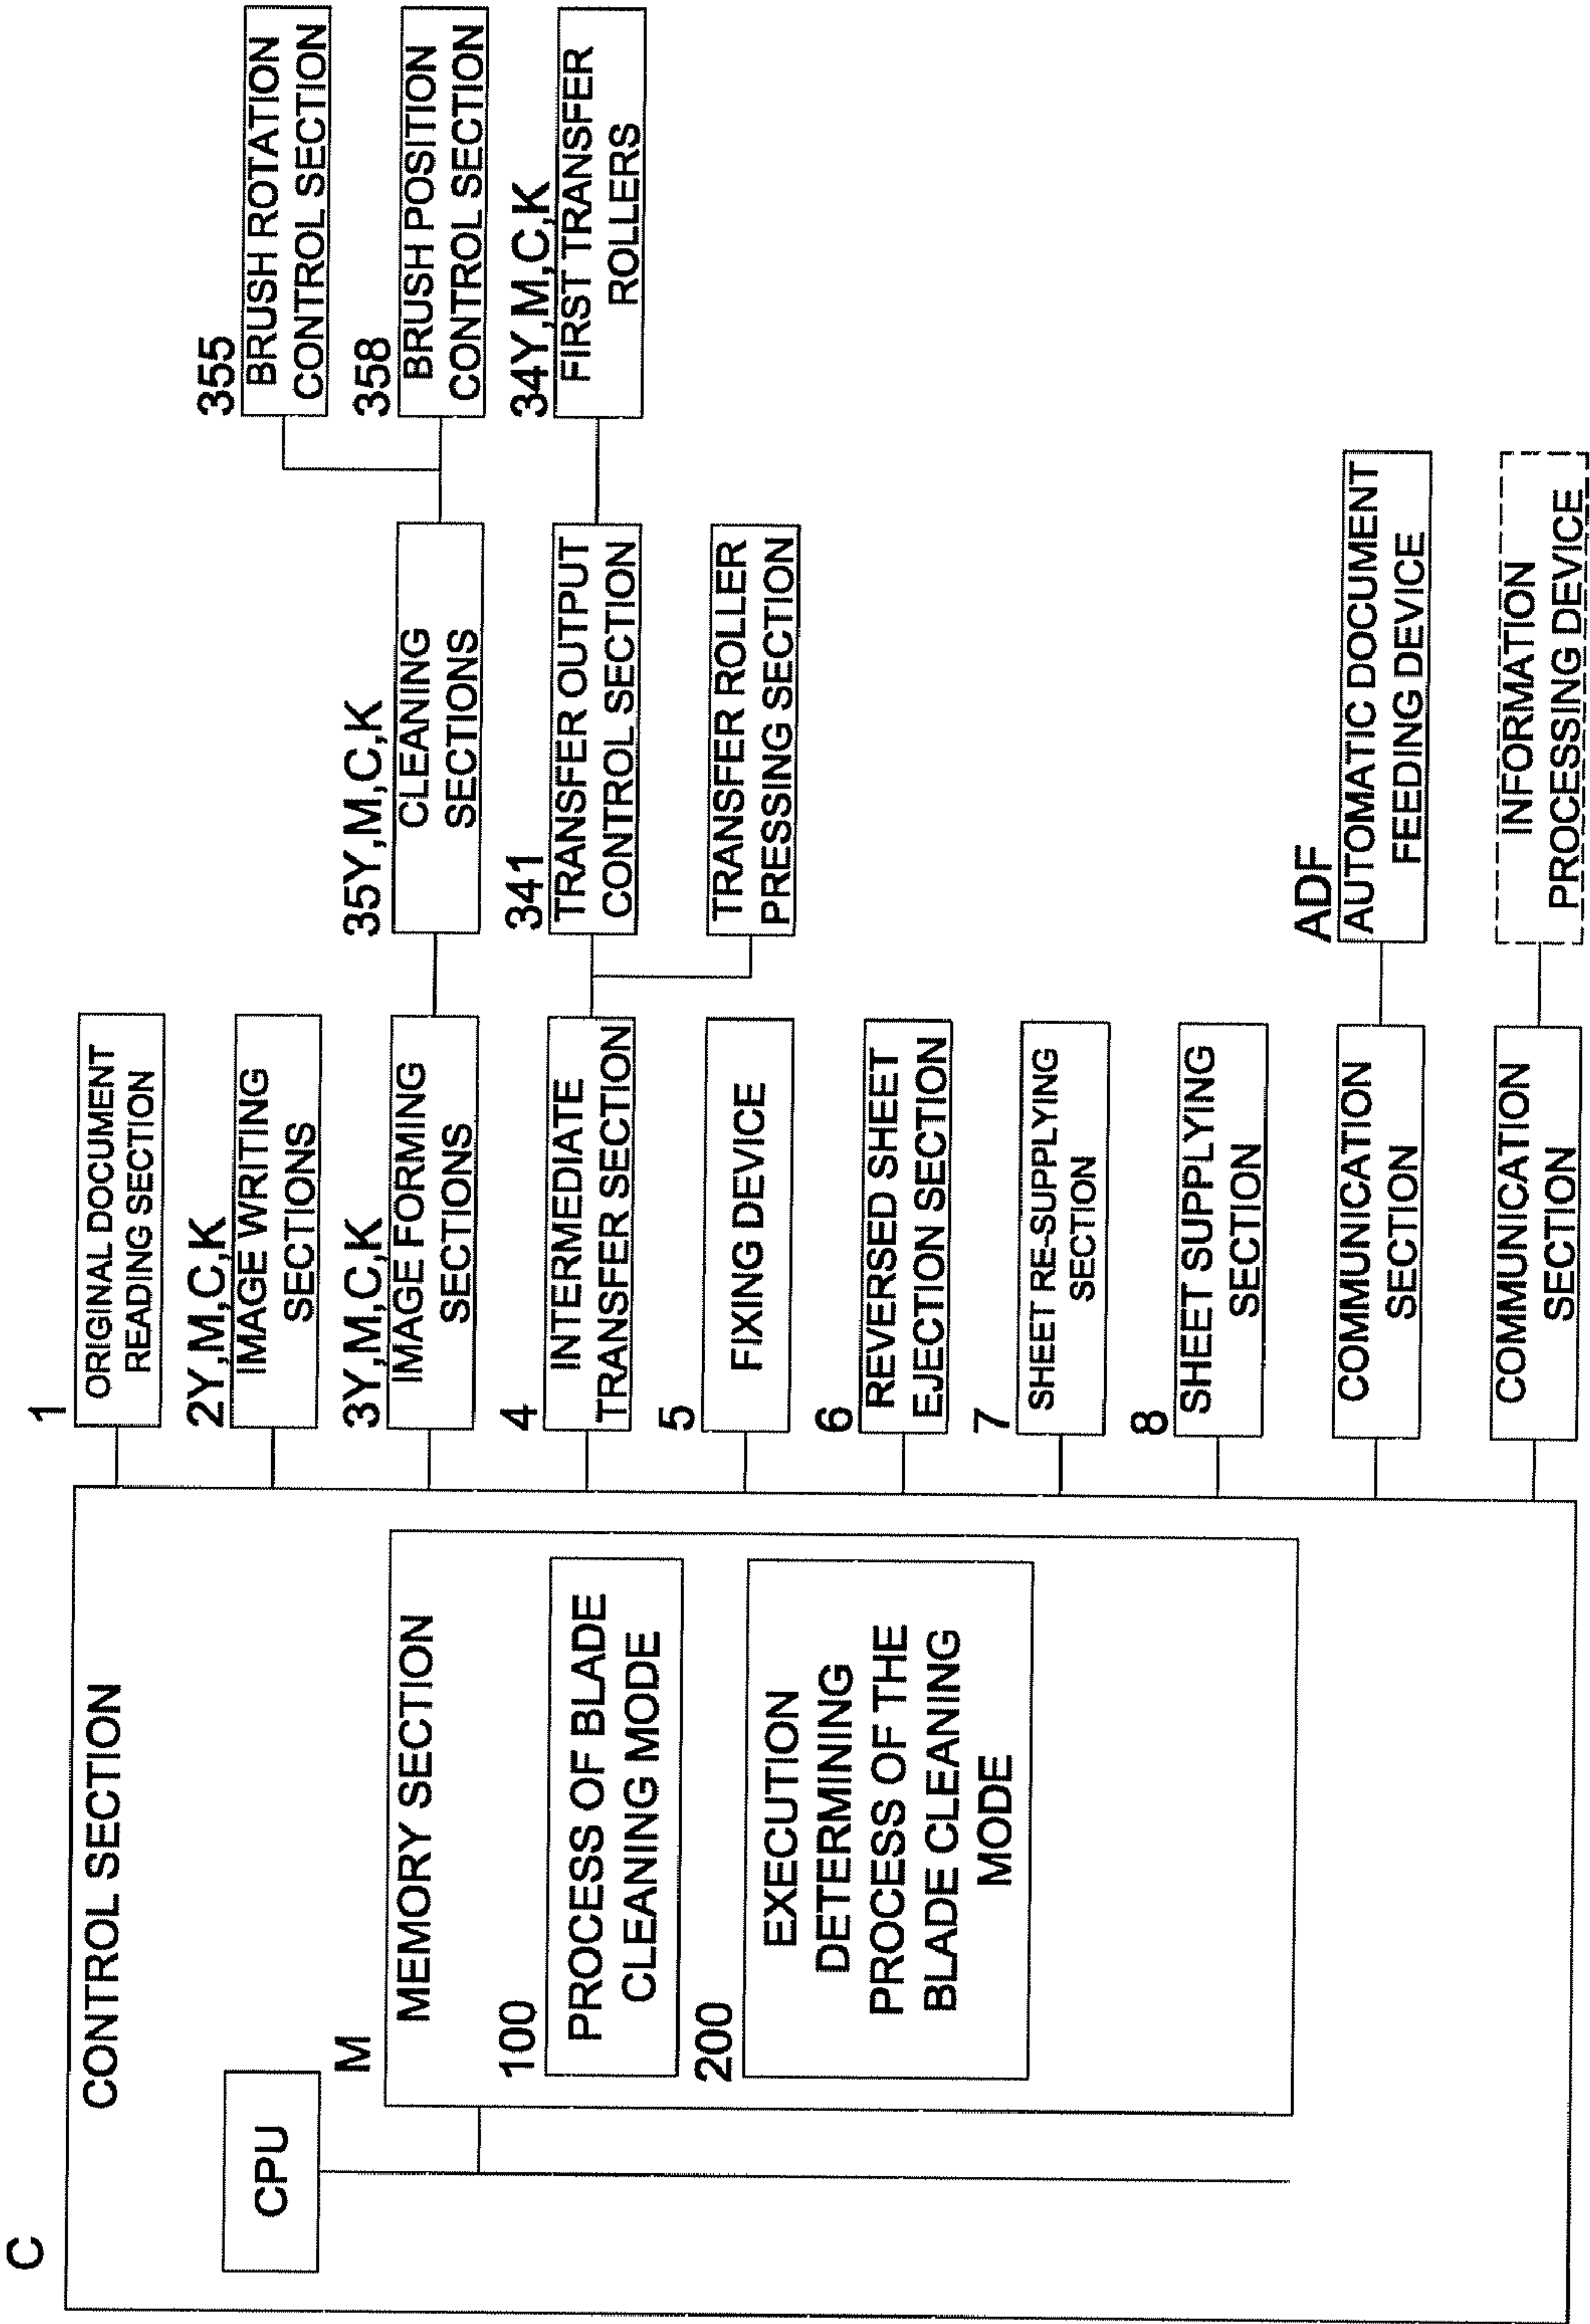 C
CONTROL SECTION
CPU
M
MEMORY SECTION
100
PROCESS OF BLADE
CLEANING MODE
200
EXECUTION
DETERMINING
PROCESS OF THE
BLADE CLEANING
MODE
1
ORIGINAL DOCUMENT
READING SECTION
2Y,M,C,K
IMAGE WRITING
SECTIONS
3Y,M,C,K
IMAGE FORMING
SECTIONS
35Y,M,C,K
CLEANING
SECTIONS
355
BRUSH ROTATION
CONTROL SECTION
358
BRUSH POSITION
CONTROL SECTION
4
INTERMEDIATE
TRANSFER SECTION
341
TRANSFER OUTPUT
CONTROL SECTION
34Y,M,C,K
FIRST TRANSFER
ROLLERS
TRANSFER ROLLER
PRESSING SECTION
5
FIXING DEVICE
6
REVERSED SHEET
EJECTION SECTION
7
SHEET RE-SUPPLYING
SECTION
8
SHEET SUPPLYING
SECTION
COMMUNICATION
SECTION
ADF
AUTOMATIC DOCUMENT
FEEDING DEVICE
COMMUNICATION
SECTION
INFORMATION
PROCESSING DEVICE